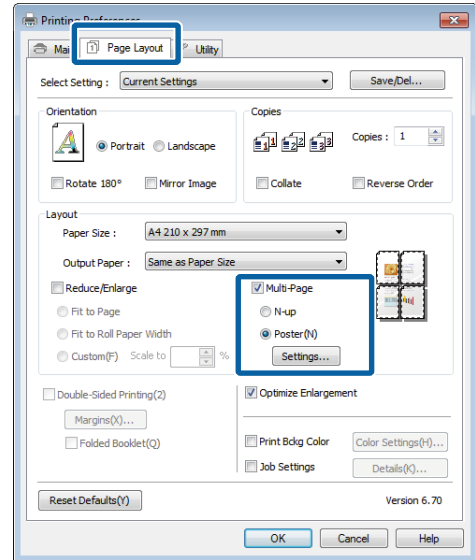 Printing Preferences
Page Layout Utility
Select Setting : Current Settings Save/Del...
Orientation Copies
Portrait Landscape Copies : 1
Rotate 180° Mirror Image Collate Reverse Order
Layout
Paper Size : A4 210 x 297 mm
Output Paper : Same as Paper Size
Reduce/Enlarge Multi-Page
Fit to Page N-up
Fit to Roll Paper Width Poster(N)
Custom(F) Scale to % Settings...
Double-Sided Printing(2) Optimize Enlargement
Margins(X)...
Folded Booklet(Q) Print Bckg Color Color Settings(H)...
Job Settings Details(K)...
Reset Defaults(Y) Version 6.70
OK Cancel Help